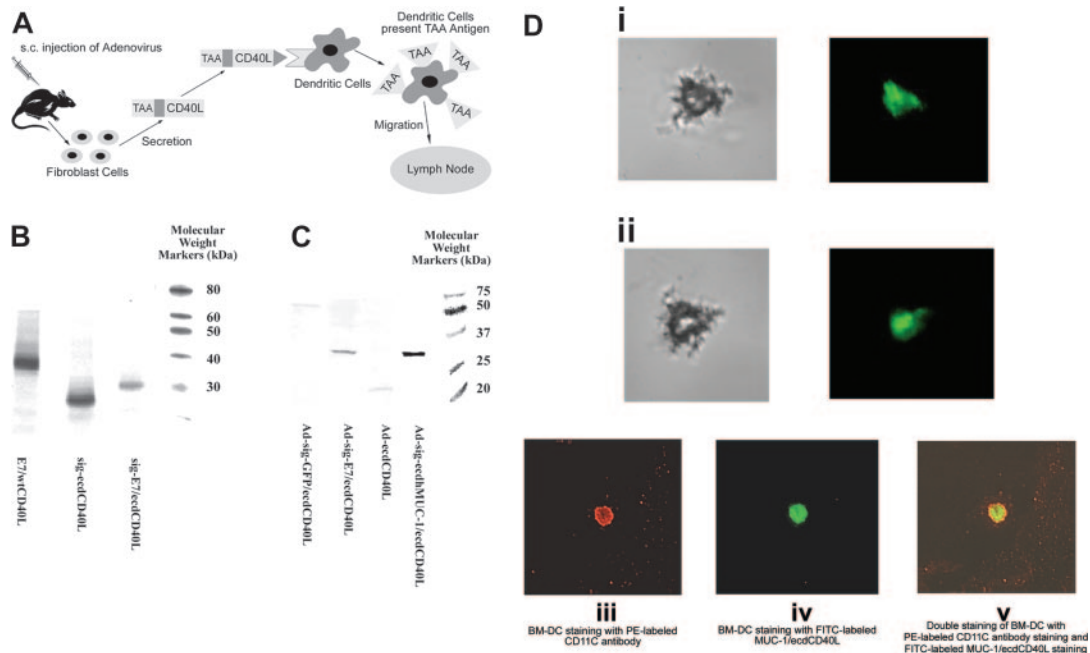 A
s.c. injection of Adenovirus
TAA CD40L
Secretion
Fibroblast Cells
TAA CD40L
Dendritic Cells
Dendritic Cells
present TAA Antigen
TAA
TAA
TAA
TAA
Migration
Lymph Node
B
Molecular
Weight
Markers (kDa)
80
60
50
40
30
E7/wtCD40L
sig-ecdCD40L
sig-E7/ecdCD40L
C
Molecular
Weight
Markers (kDa)
75
50
37
25
20
Ad-sig-GFP/ecdCD40L
Ad-sig-E7/ecdCD40L
Ad-ecdCD40L
Ad-sig-ecdhMUC-1/ecdCD40L
D
i
ii
iii
BM-DC staining with PE-labeled
CD11C antibody
iv
BM-DC staining with FITC-labeled
MUC-1/ecdCD40L
v
Double staining of BM-DC with
PE-labeled CD11C antibody staining and
FITC-labeled MUC-1/ecdCD40L staining